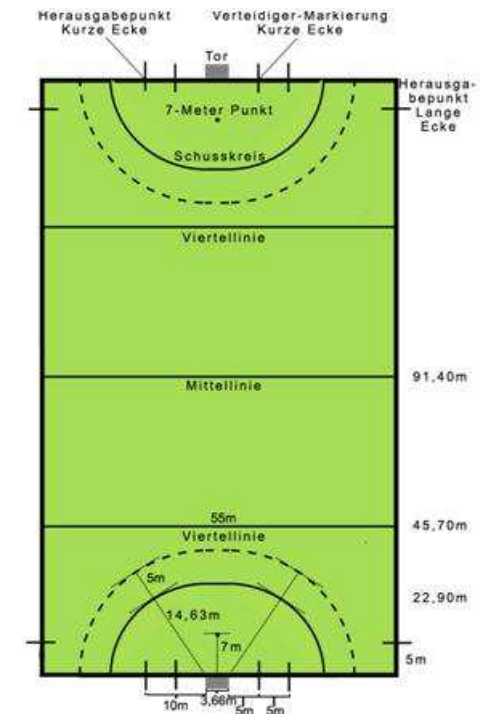 Herausgabepunkt
Kurze Ecke
Verteidiger-Markierung
Kurze Ecke
Tor
Herausga-
bepunkt
Lange
Ecke
7-Meter Punkt
Schusskreis
Viertellinie
91,40m
Mittellinie
55m
45,70m
Viertellinie
5m
22,90m
14,63m
7m
5m
10m
3,66m
5m
5m